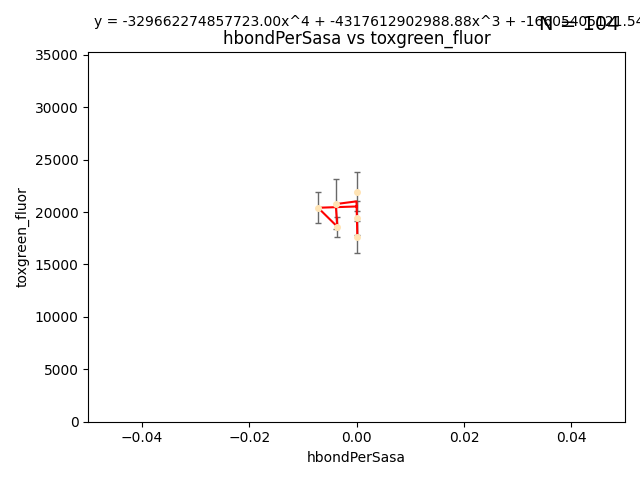 y = -329662274857723.00x^4 + -4317612902988.88x^3 +
N = 104
hbondPerSasa vs toxgreen_fluor
35000
30000
25000
20000
15000
10000
5000
0
toxgreen_fluor
−0.04 −0.02 0.00 0.02 0.04
hbondPerSasa